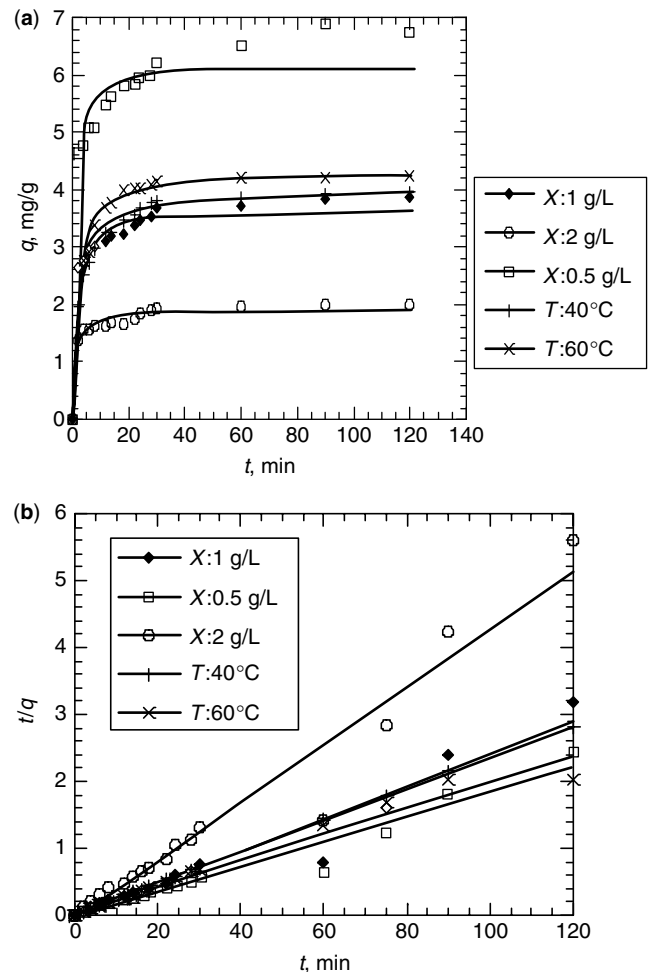 (a)
7
6
5
4
3
2
1
0
q, mg/g
0 20 40 60 80 100 120 140
t, min
X:1 g/L
X:2 g/L
X:0.5 g/L
T:40°C
T:60°C
(b)
6
5
4
3
2
1
0
t/q
0 20 40 60 80 100 120
t, min
X:1 g/L
X:0.5 g/L
X:2 g/L
T:40°C
T:60°C